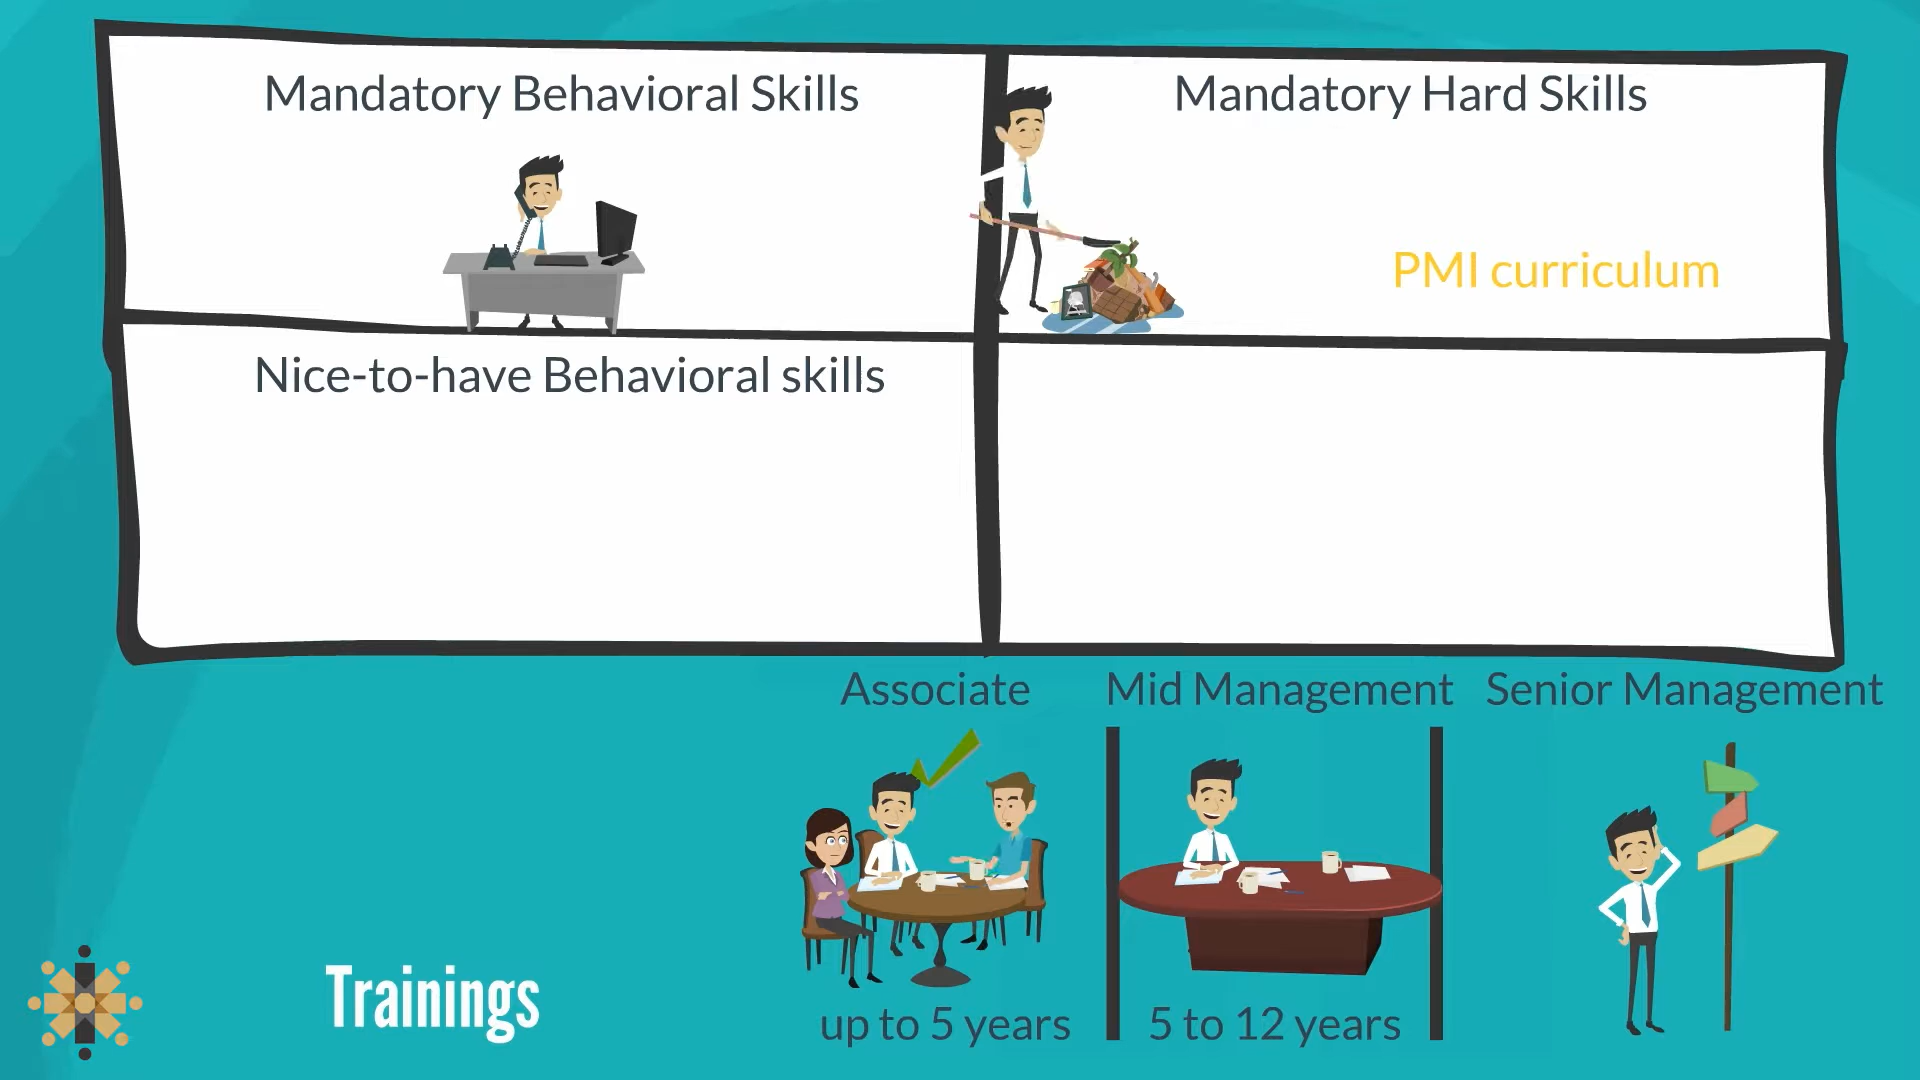 Mandatory Behavioral Skills
Mandatory Hard Skills
PMI curriculum
Nice-to-have Behavioral skills
Associate
Mid Management
Senior Management
up to 5 years
5 to 12 years
Trainings